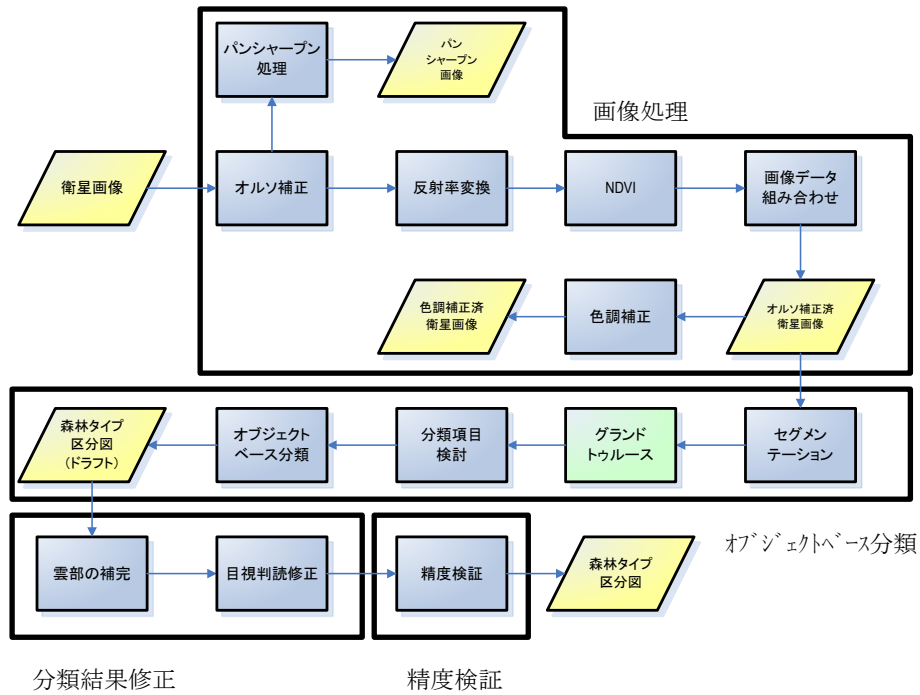 パンシャープン
処理
パン
シャープン
画像
画像処理
衛星画像
オルソ補正
反射率変換
NDVI
画像データ
組み合わせ
色調補正済
衛星画像
色調補正
オルソ補正済
衛星画像
森林タイプ
区分図
(ドラフト)
オブジェクト
ベース分類
分類項目
検討
グランド
トゥルース
セグメン
テーション
オブジェクトベース分類
雲部の補完
目視判読修正
精度検証
森林タイプ
区分図
分類結果修正
精度検証